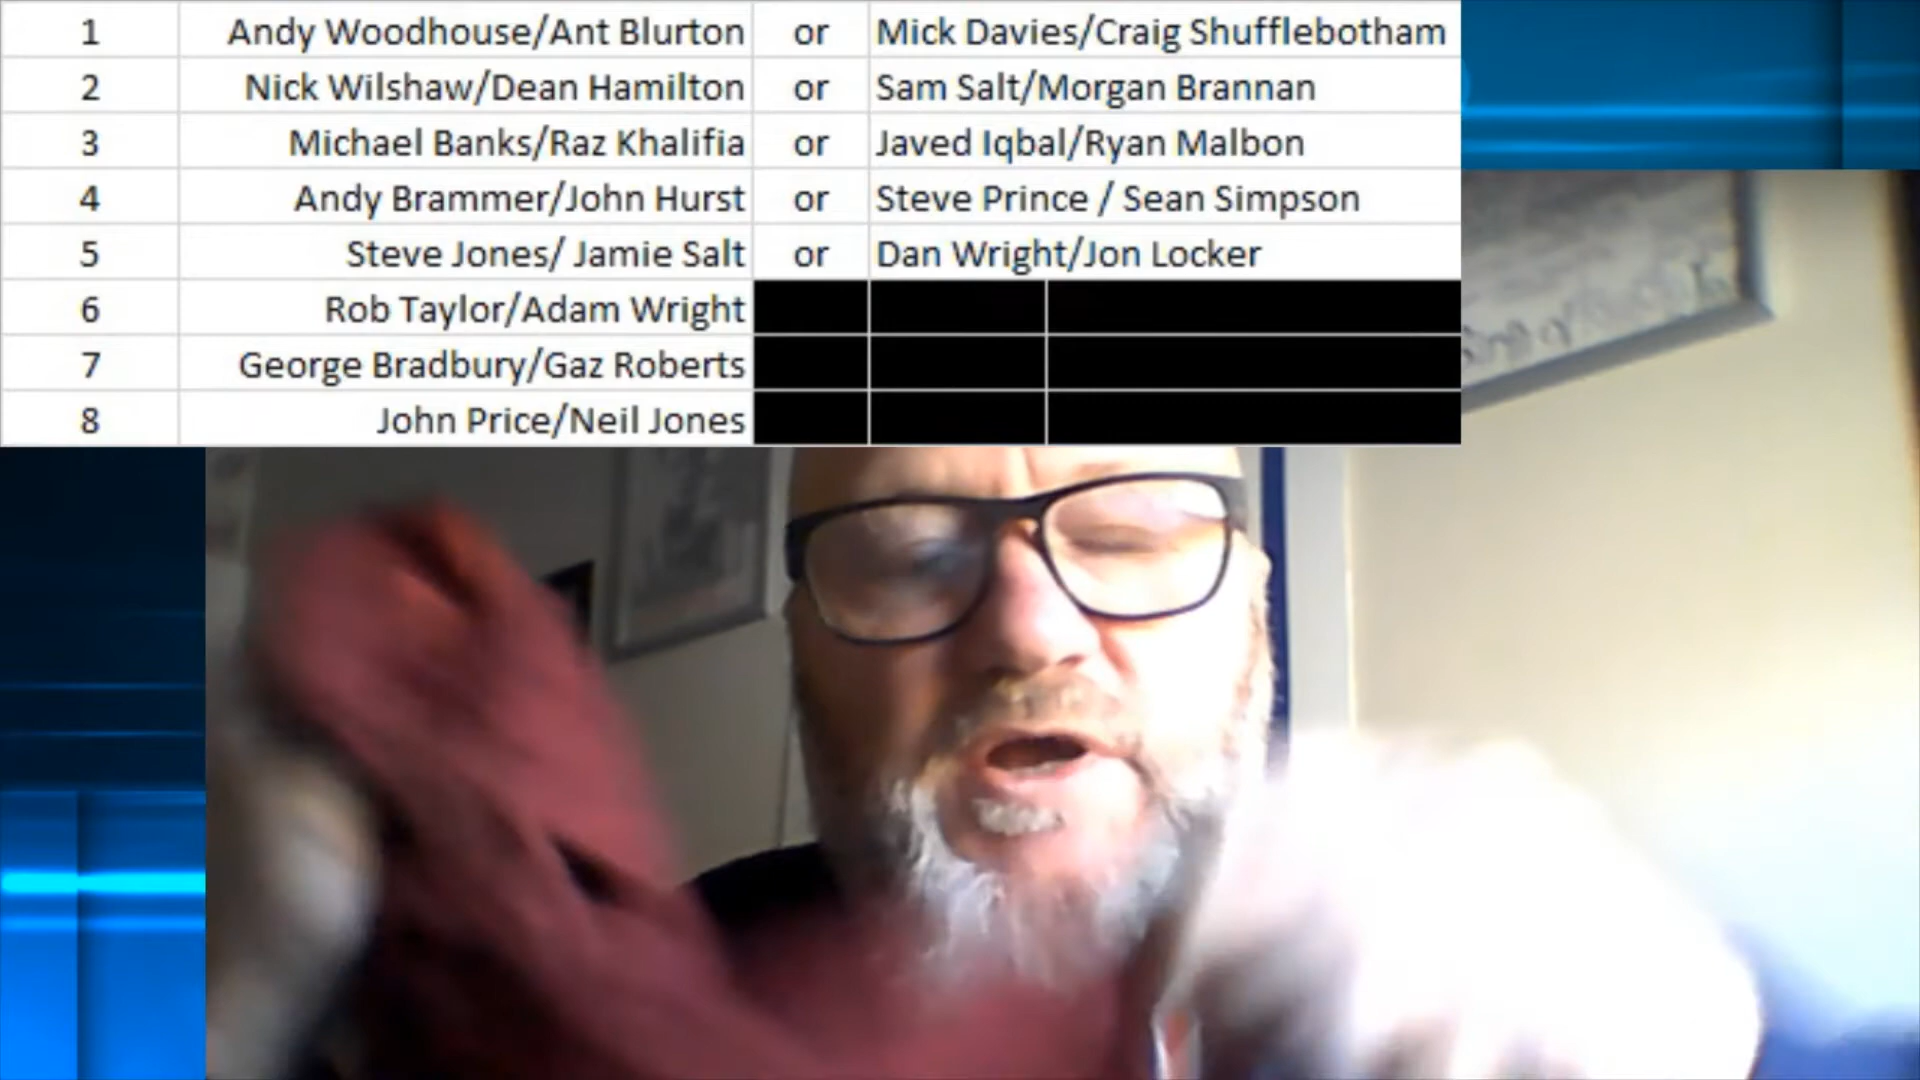 1 Andy Woodhouse/Ant Blurton or Mick Davies/Craig Shufflebotham
2 Nick Wilshaw/Dean Hamilton or Sam Salt/Morgan Brannan
3 Michael Banks/Raz Khalifia or Javed Iqbal/Ryan Malbon
4 Andy Brammer/John Hurst or Steve Prince / Sean Simpson
5 Steve Jones/ Jamie Salt or Dan Wright/Jon Locker
6 Rob Taylor/Adam Wright
7 George Bradbury/Gaz Roberts
8 John Price/Neil Jones